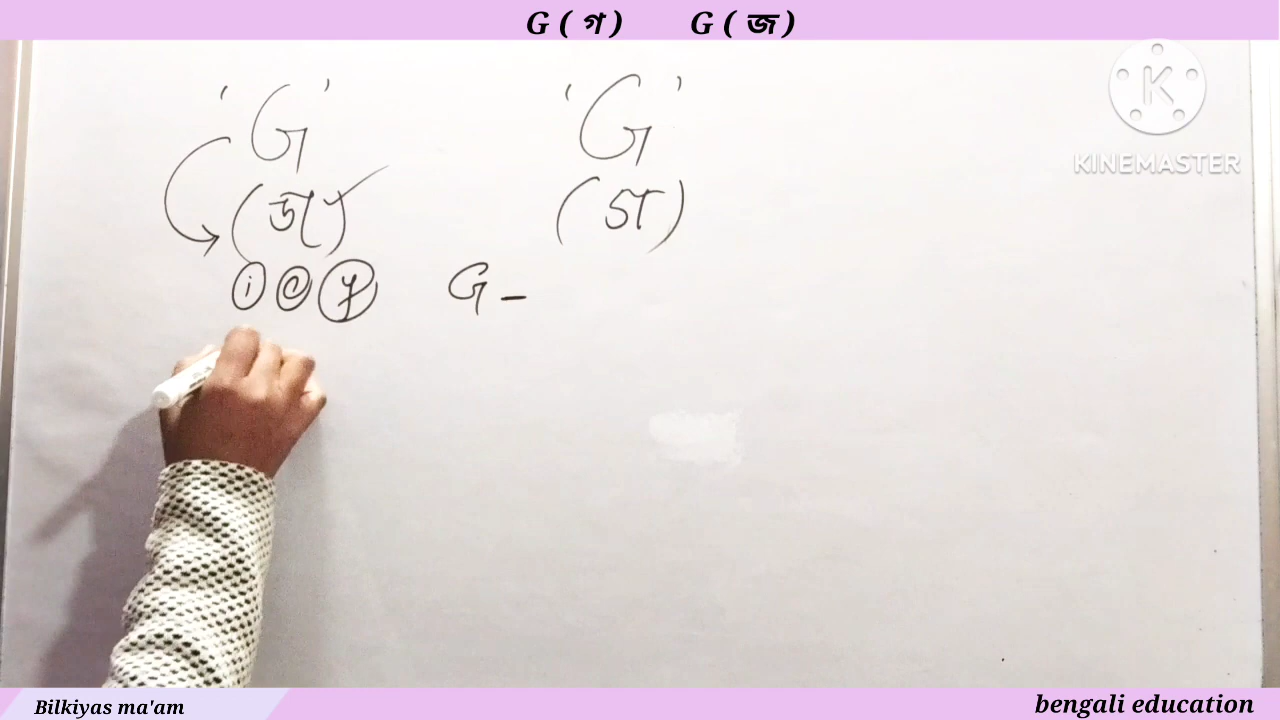 G ( গ ) G ( জ )
'G' 'G'
(জ) (গ)
i e y G -
KINEMASTER
Bilkiyas ma'am bengali education